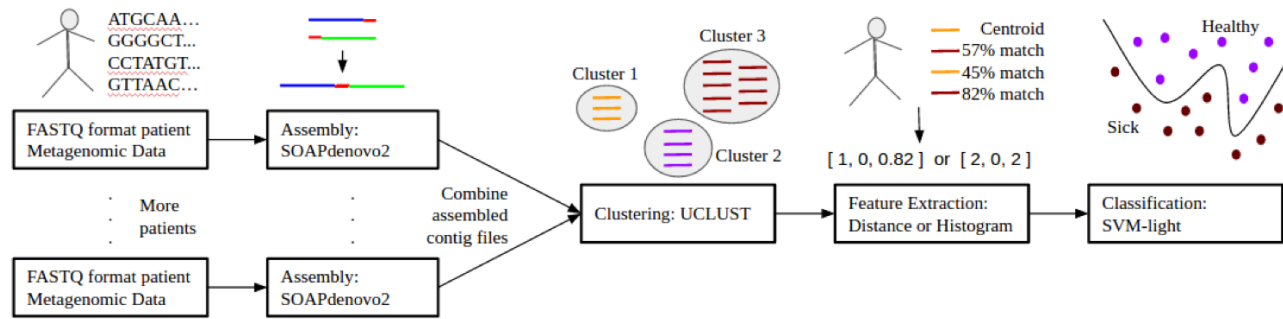 ATGCAA...
GGGGCT...
CCTATGT...
GTTAAC...
FASTQ format patient
Metagenomic Data
Assembly:
SOAPdenovo2
.
.
.
More
patients
.
.
.
Combine
assembled
contig files
FASTQ format patient
Metagenomic Data
Assembly:
SOAPdenovo2
Cluster 1
Cluster 3
Cluster 2
Clustering: UCLUST
Centroid
57% match
45% match
82% match
[ 1, 0, 0.82 ] or [ 2, 0, 2 ]
Feature Extraction:
Distance or Histogram
Healthy
Sick
Classification:
SVM-light